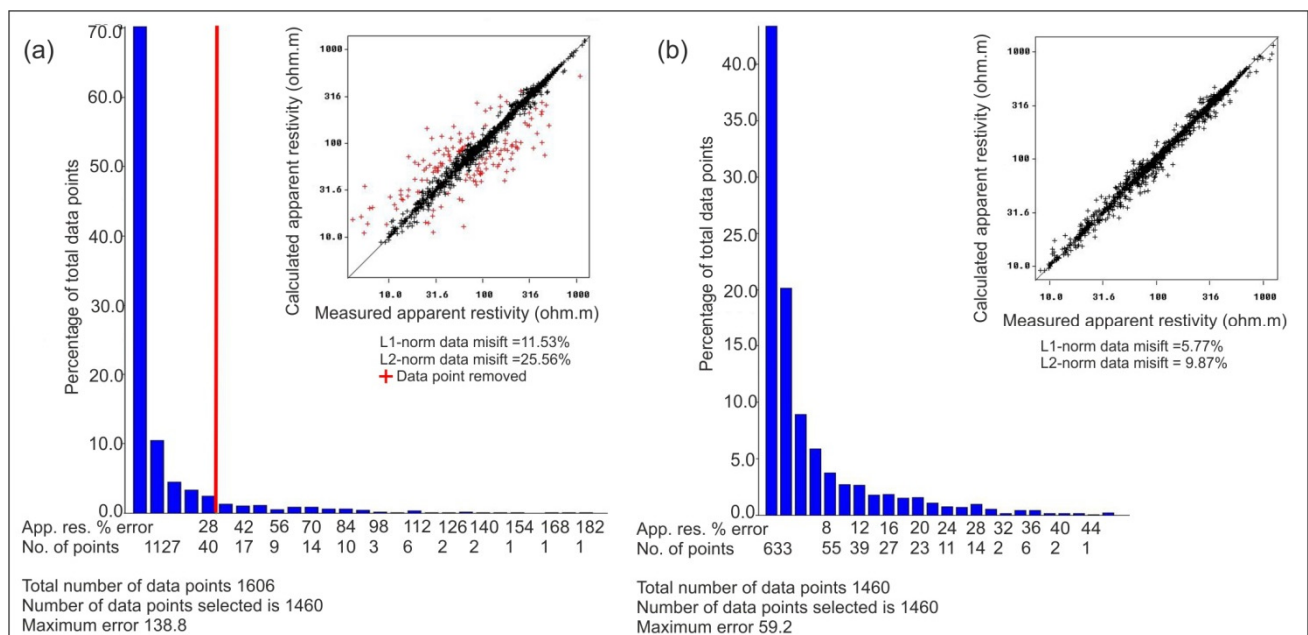 (a)
Percentage of total data points
70.0
60.0
50.0
40.0
30.0
20.0
10.0
0.0
Calculated apparent restivity (ohm.m)
1000
316
100
31.6
10.0
10.0 31.6 100 316 1000
Measured apparent restivity (ohm.m)
L1-norm data misift =11.53%
L2-norm data misift =25.56%
+ Data point removed
App. res. % error 28 42 56 70 84 98 112 126 140 154 168 182
No. of points 1127 40 17 9 14 10 3 6 2 2 1 1 1
Total number of data points 1606
Number of data points selected is 1460
Maximum error 138.8
(b)
Percentage of total data points
40.0
35.0
30.0
25.0
20.0
15.0
10.0
5.0
0.0
Calculated apparent restivity (ohm.m)
1000
316
100
31.6
10.0
10.0 31.6 100 316 1000
Measured apparent restivity (ohm.m)
L1-norm data misift =5.77%
L2-norm data misift = 9.87%
App. res. % error 8 12 16 20 24 28 32 36 40 44
No. of points 633 55 39 27 23 11 14 2 6 2 1
Total number of data points 1460
Number of data points selected is 1460
Maximum error 59.2